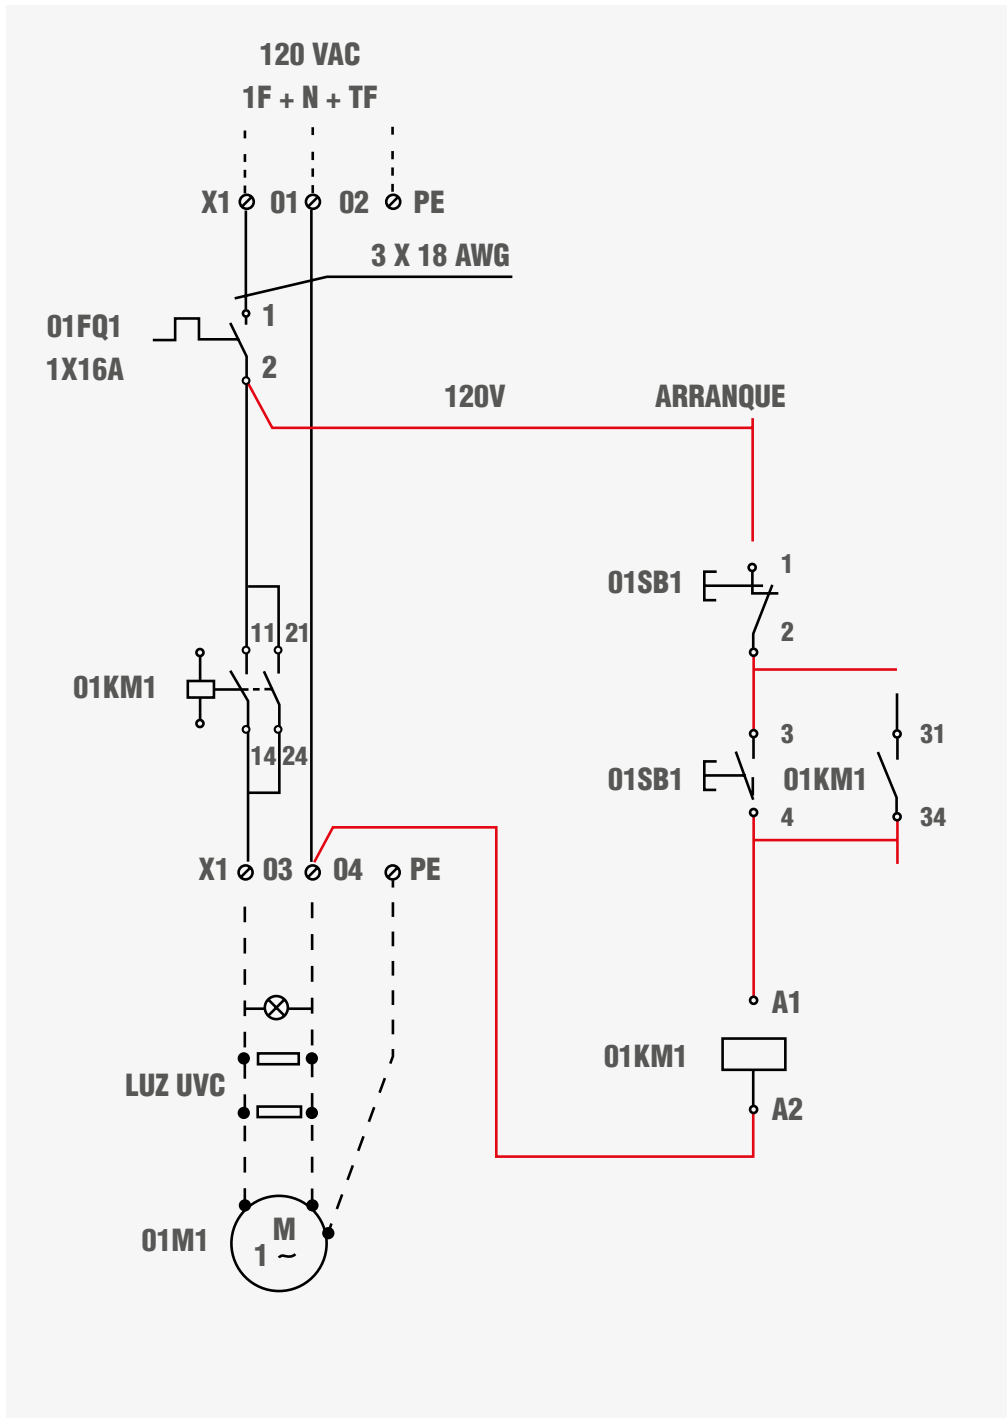 120 VAC
1F + N + TF
X1 01 02 PE
3 X 18 AWG
1
01FQ1
1X16A
2
120V ARRANQUE
1
01SB1
2
11 21
01KM1
14 24
3 31
01SB1 01KM1
4 34
X1 03 04 PE
A1
01KM1
LUZ UVC
A2
M
01M1
1 ~